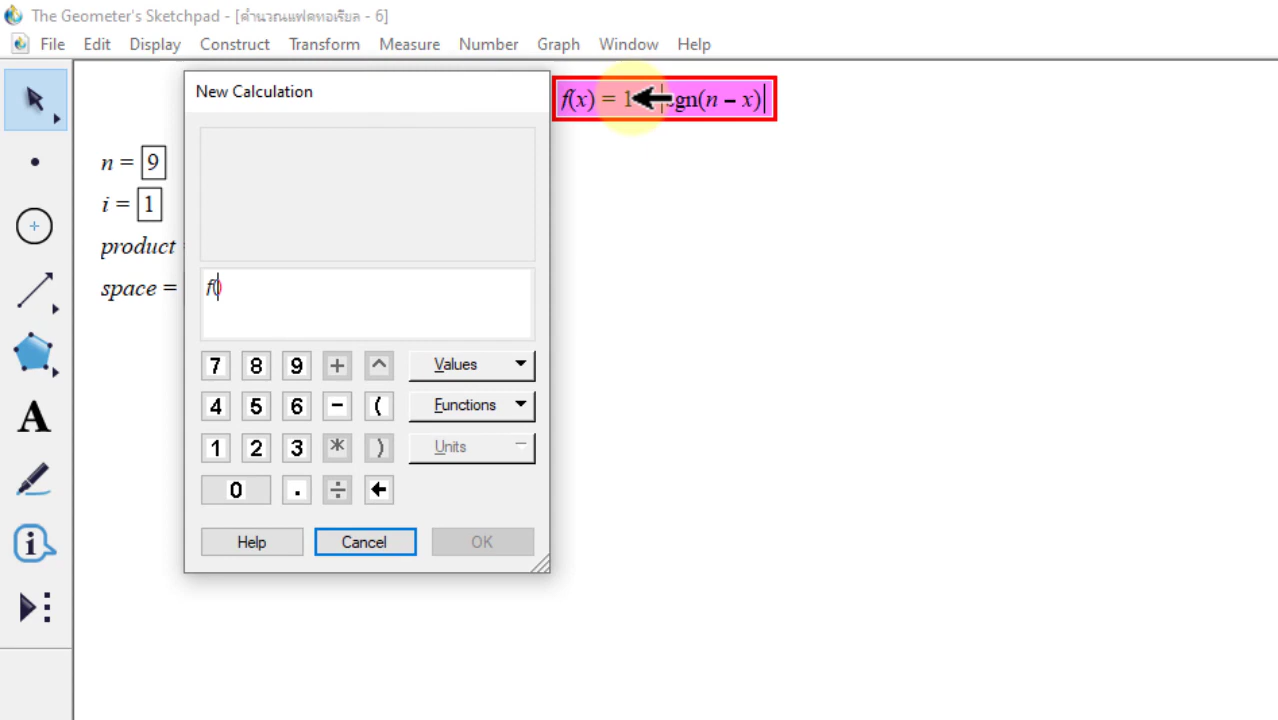 The Geometer's Sketchpad - [คำนวณแฟคทอเรียล - 6]
File Edit Display Construct Transform Measure Number Graph Window Help
New Calculation
f(x) = 1 |sgn(n – x)|
n = 9
i = 1
product
space =
f()
7 8 9 + ^ Values
4 5 6 – ( Functions
1 2 3 * ) Units
0 . ÷
Help Cancel OK
A
i